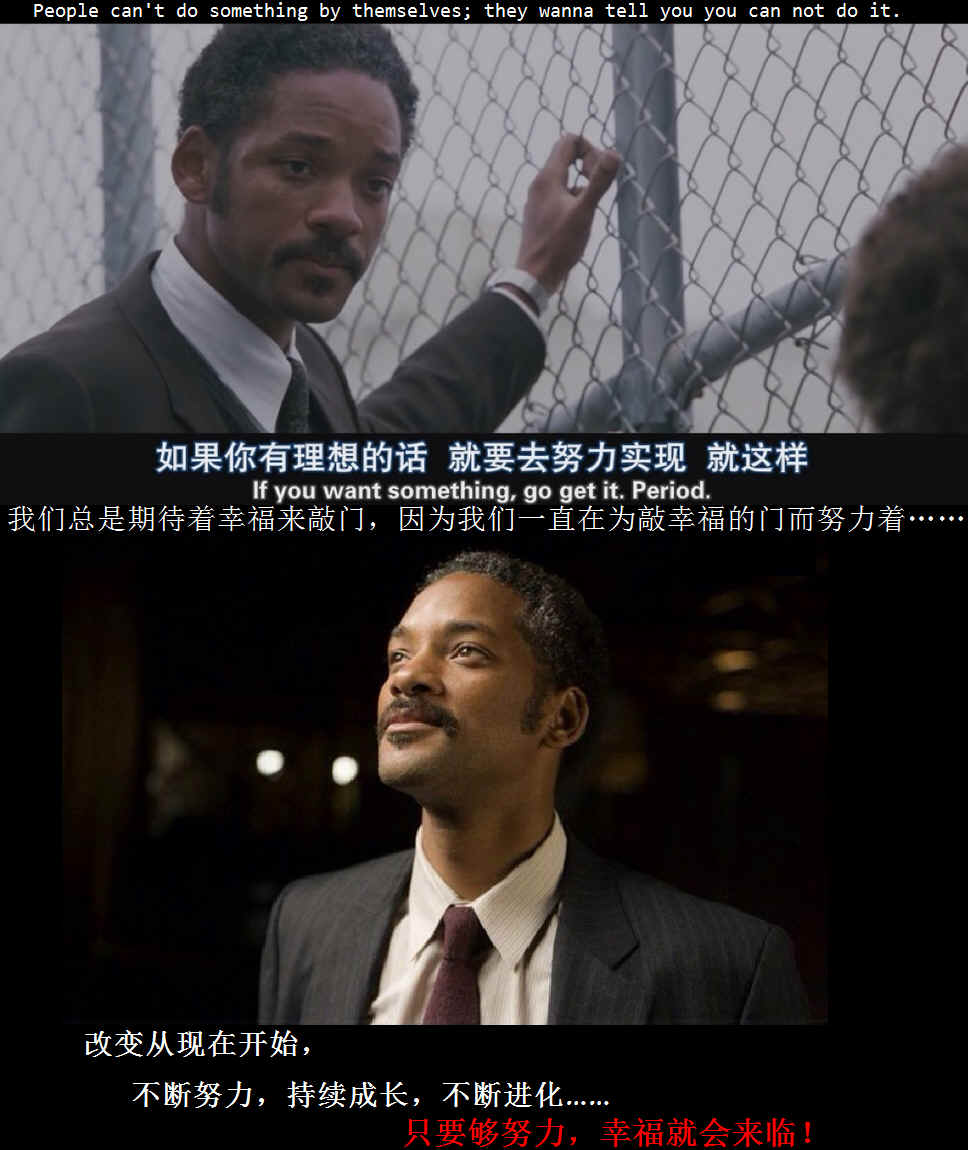 People can't do something by themselves; they wanna tell you you can not do it.
如果你有理想的话 就要去努力实现 就这样
If you want something, go get it. Period.
我们总是期待着幸福来敲门，因为我们一直在为敲幸福的门而努力着……
改变从现在开始，
不断努力，持续成长，不断进化……
只要够努力，幸福就会来临！